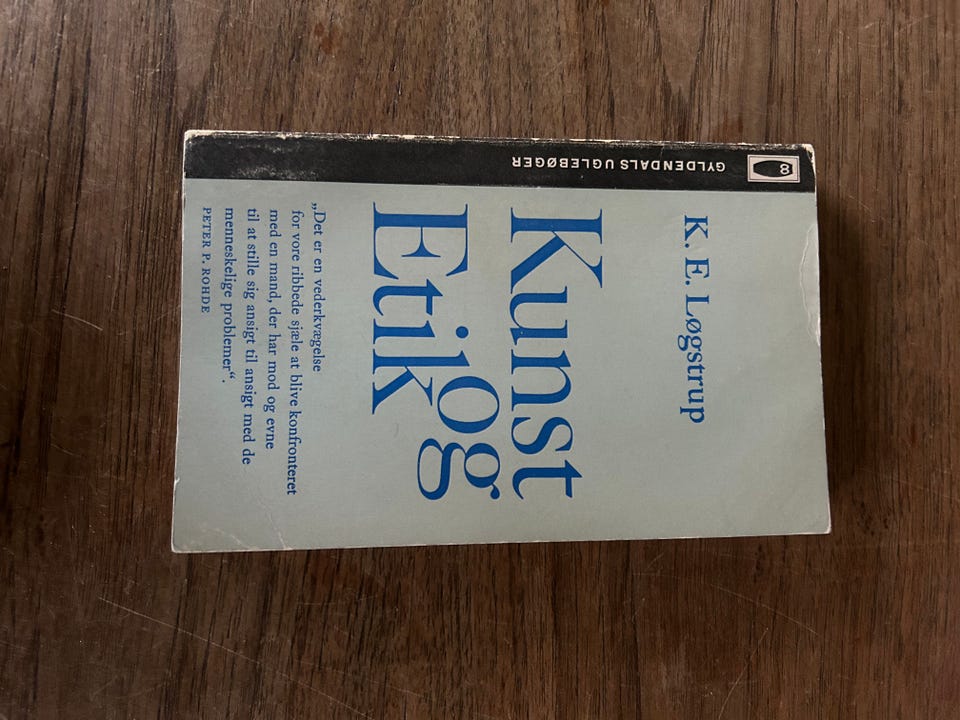 GYLDENDALS UGLEBØGER
K. E. Løgstrup
Kunst
og
Etik
„Det er en vederkvægelse
for vore ribbede sjæle at blive konfronteret
med en mand, der har mod og evne
til at stille sig ansigt til ansigt med de
menneskelige problemer“.
PETER P. ROHDE